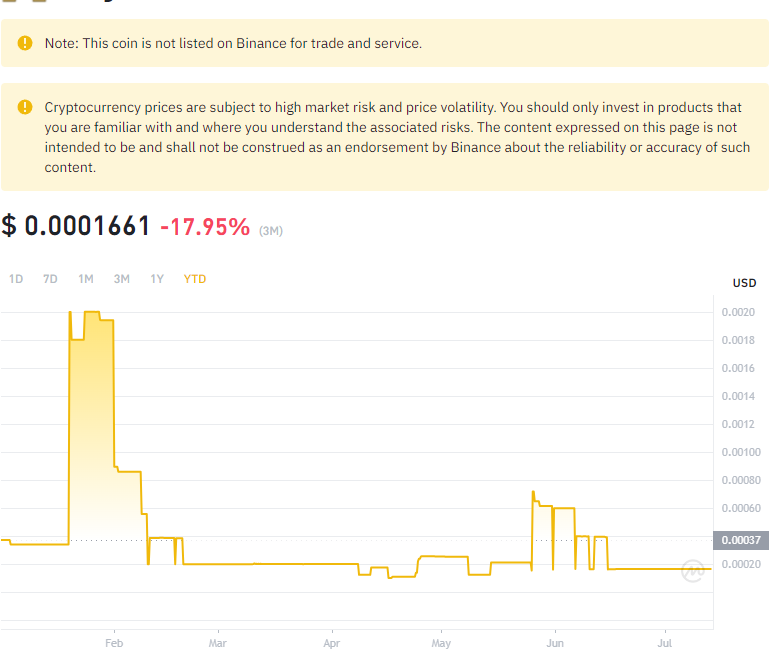 Note: This coin is not listed on Binance for trade and service.
Cryptocurrency prices are subject to high market risk and price volatility. You should only invest in products that
you are familiar with and where you understand the associated risks. The content expressed on this page is not
intended to be and shall not be construed as an endorsement by Binance about the reliability or accuracy of such
content.
$ 0.0001661 -17.95% (3M)
1D 7D 1M 3M 1Y YTD
USD
0.0020
0.0018
0.0016
0.0014
0.0012
0.00100
0.00080
0.00060
0.00037
0.00020
Feb Mar Apr May Jun Jul